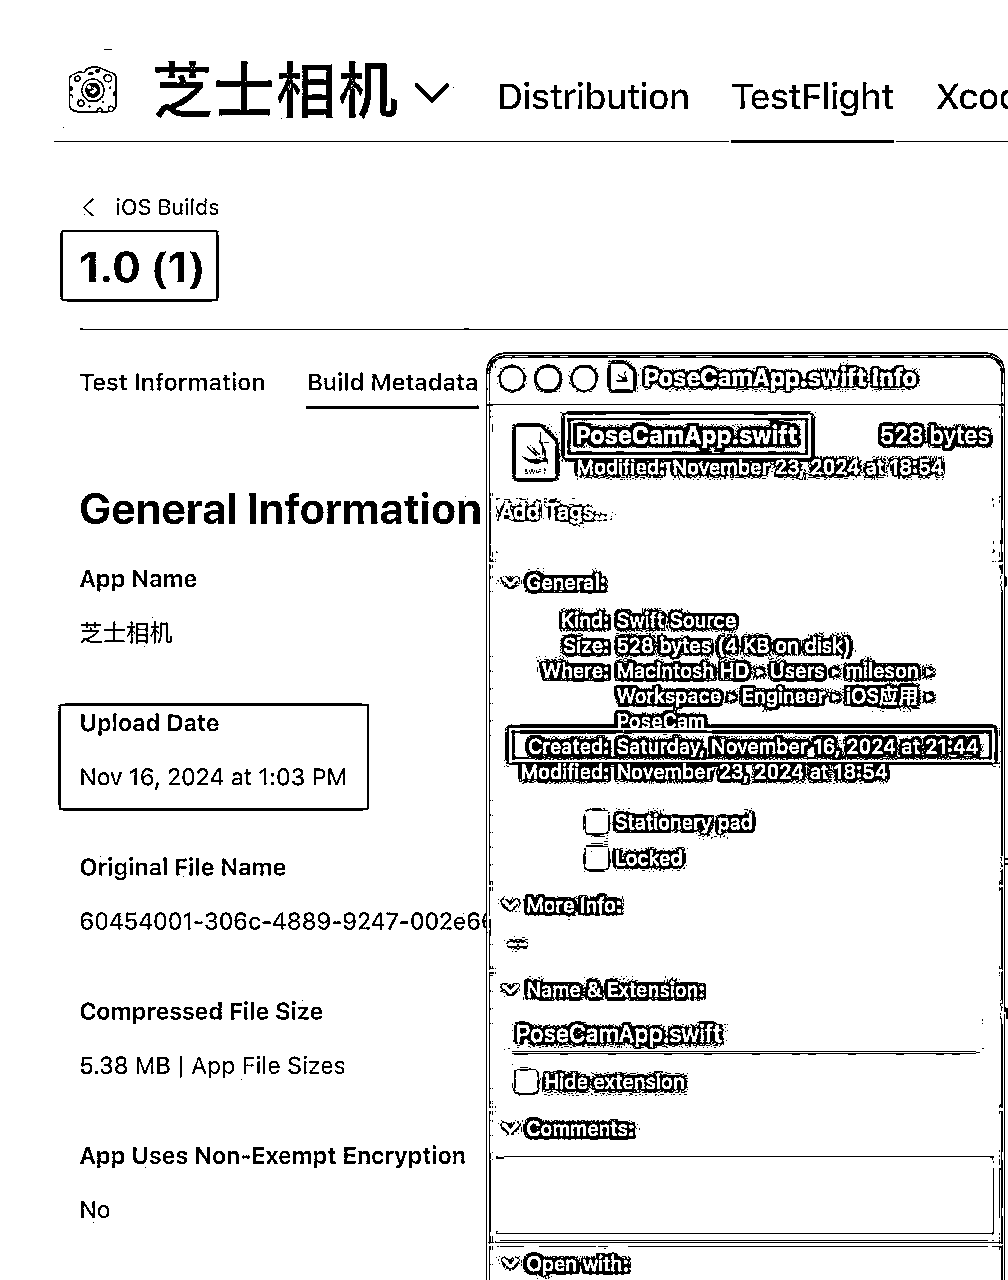 芝士相机 Distribution TestFlight Xcod
iOS Builds
1.0 (1)
Test Information Build Metadata
General Information
App Name
芝士相机
Upload Date
Nov 16, 2024 at 1:03 PM
Original File Name
60454001-306c-4889-9247-002e66
Compressed File Size
5.38 MB | App File Sizes
App Uses Non-Exempt Encryption
No
PoseCamApp.swift Info
SWIFT
PoseCamApp.swift 528 bytes
Modified: November 23, 2024 at 18:54
Add Tags...
General:
Kind: Swift Source
Size: 528 bytes (4 KB on disk)
Where: Macintosh HD ▸ Users ▸ mileson ▸
Workspace ▸ Engineer ▸ iOS应用 ▸
PoseCam
Created: Saturday, November 16, 2024 at 21:44
Modified: November 23, 2024 at 18:54
Stationery pad
Locked
More Info:
--
Name & Extension:
PoseCamApp.swift
Hide extension
Comments:
Open with: